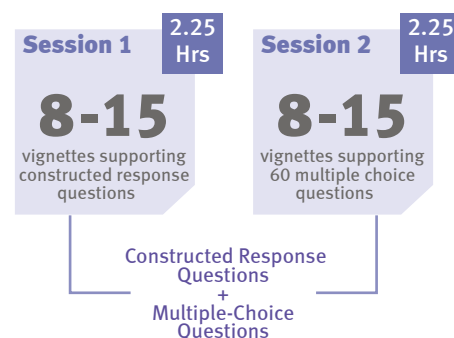 Session 1
2.25
Hrs
8-15
vignettes supporting
constructed response
questions
Session 2
2.25
Hrs
8-15
vignettes supporting
60 multiple choice
questions
Constructed Response
Questions
+
Multiple-Choice
Questions